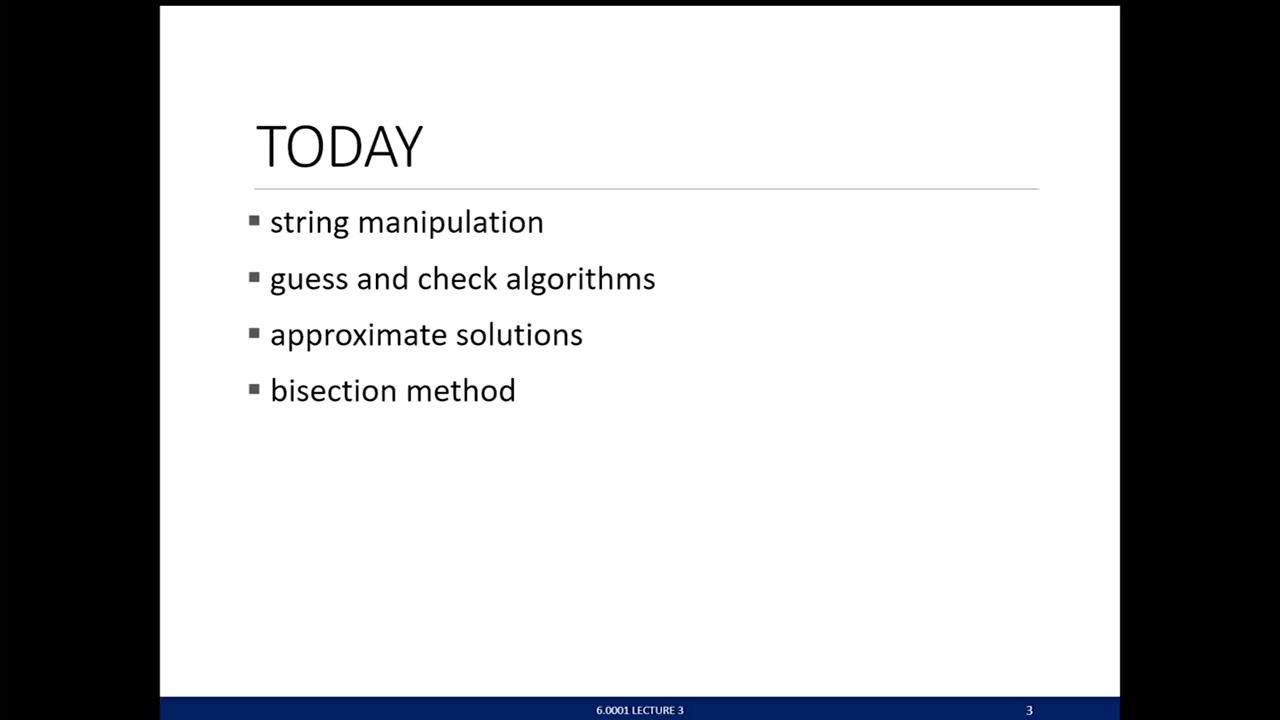 TODAY
▪ string manipulation
▪ guess and check algorithms
▪ approximate solutions
▪ bisection method
6.0001 LECTURE 3
3